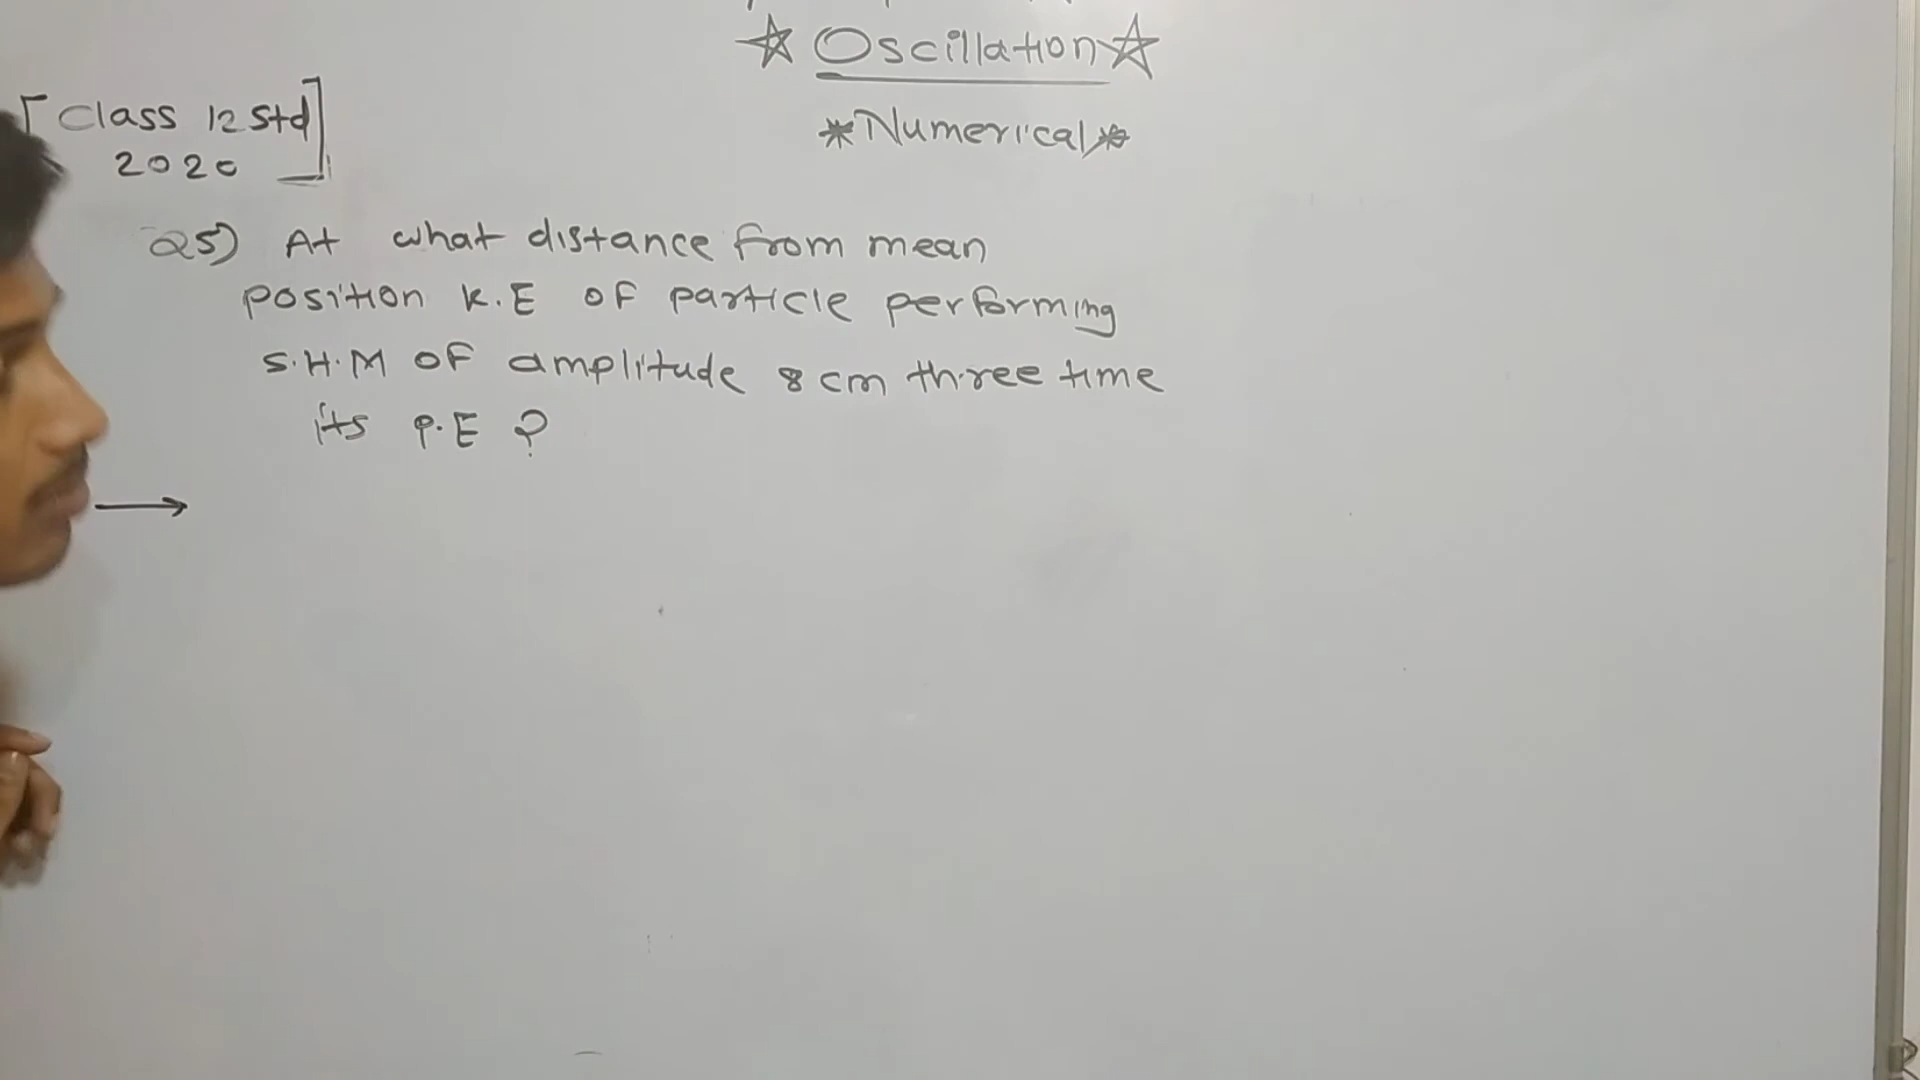 Oscillation
*Numerical*
[Class 12 Std]
2020
Q5) At what distance from mean
position K.E of particle performing
S.H.M of amplitude 8 cm three time
its P.E ?